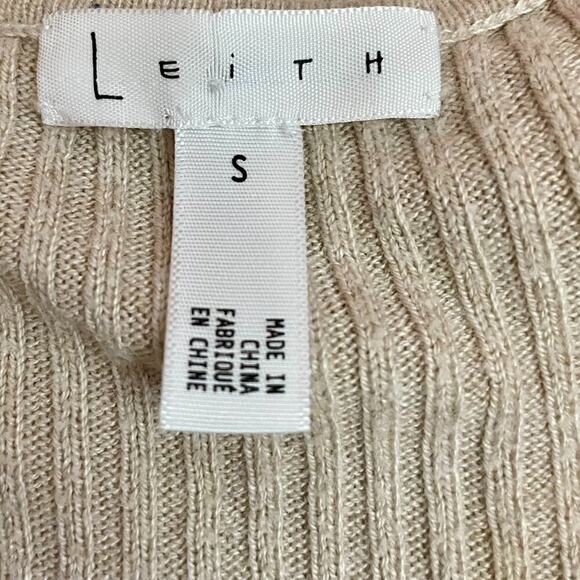 LEiTH
S
MADE IN
CHINA
FABRIQUÉ
EN CHINE